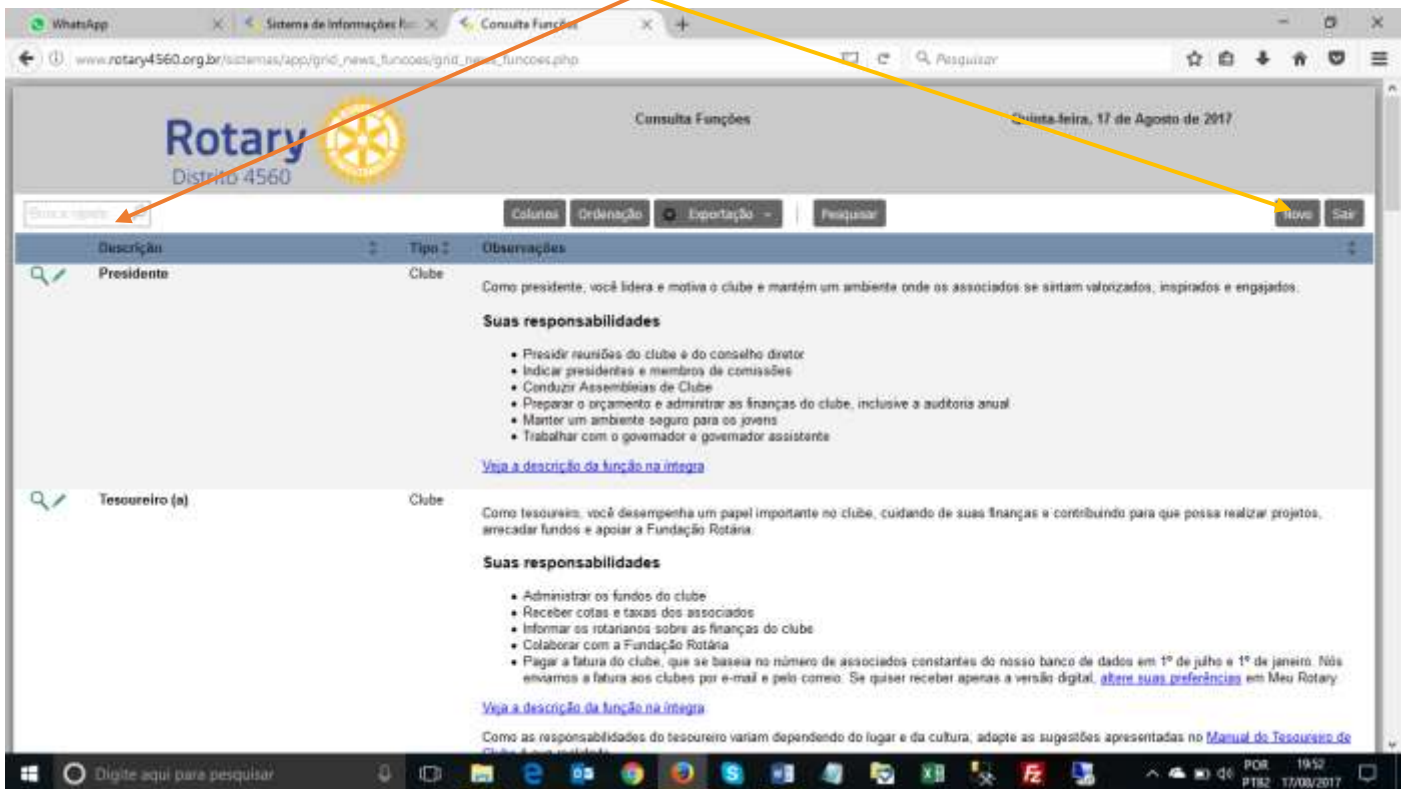 WhatsApp
Sistema de Informações Ro
Consulta Funções
www.rotary4560.org.br/sistemas/app/grid_news_funcoes/grid_news_funcoes.php
Pesquisar
Rotary
Distrito 4560
Consulta Funções
Quinta-feira, 17 de Agosto de 2017
Colunas Ordenação Exportação Pesquisar Novo Sair
Descrição Tipo Observações
Presidente Clube
Como presidente, você lidera e motiva o clube e mantém um ambiente onde os associados se sintam valorizados, inspirados e engajados.
Suas responsabilidades
• Presidir reuniões do clube e do conselho diretor
• Indicar presidentes e membros de comissões
• Conduzir Assembleias de Clube
• Preparar o orçamento e adminitrar as finanças do clube, inclusive a auditoria anual
• Manter um ambiente seguro para os jovens
• Trabalhar com o governador e governador assistente
Veja a descrição da função na íntegra
Tesoureiro (a) Clube
Como tesoureiro, você desempenha um papel importante no clube, cuidando de suas finanças e contribuindo para que possa realizar projetos,
arrecadar fundos e apoiar a Fundação Rotária.
Suas responsabilidades
• Administrar os fundos do clube
• Receber cotas e taxas dos associados
• Informar os rotarianos sobre as finanças do clube
• Colaborar com a Fundação Rotária
• Pagar a fatura do clube, que se baseia no número de associados constantes do nosso banco de dados em 1º de julho e 1º de janeiro. Nós
enviamos a fatura aos clubes por e-mail e pelo correio. Se quiser receber apenas a versão digital, altere suas preferências em Meu Rotary
Veja a descrição da função na íntegra
Como as responsabilidades do tesoureiro variam dependendo do lugar e da cultura, adapte as sugestões apresentadas no Manual do Tesoureiro de
Digite aqui para pesquisar
POR 19:52
PTB2 17/08/2017